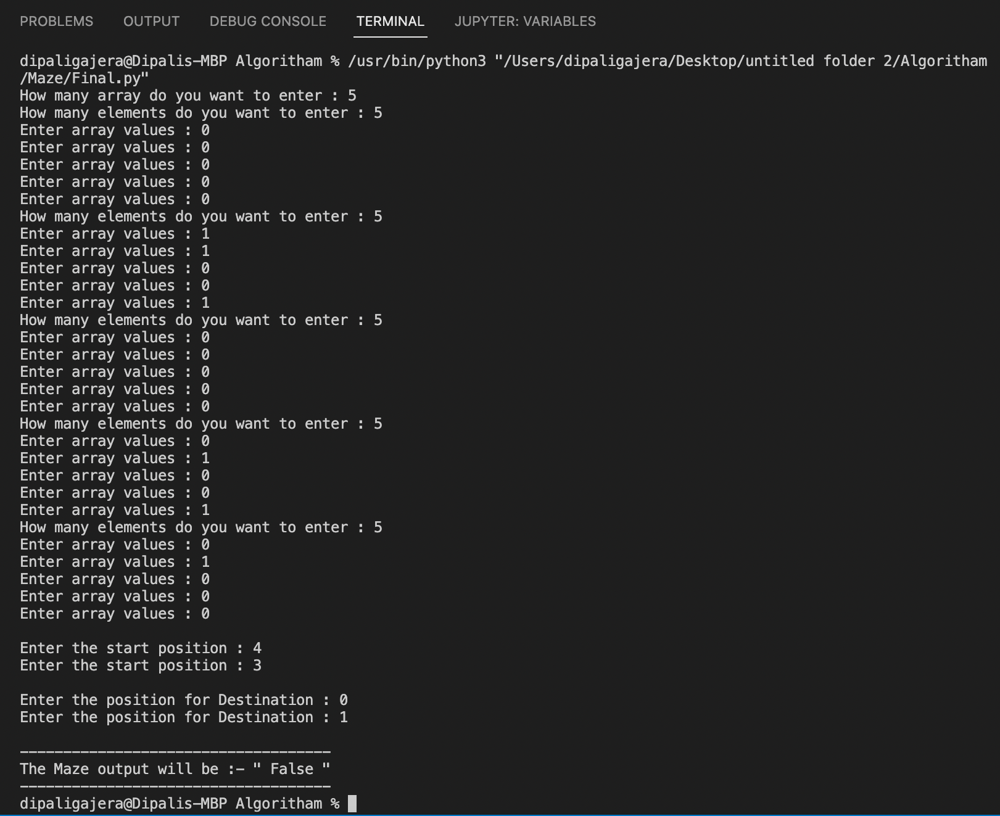 PROBLEMS OUTPUT DEBUG CONSOLE TERMINAL JUPYTER: VARIABLES
dipaligajera@Dipalis-MBP Algoritham % /usr/bin/python3 "/Users/dipaligajera/Desktop/untitled folder 2/Algoritham
/Maze/Final.py"
How many array do you want to enter : 5
How many elements do you want to enter : 5
Enter array values : 0
Enter array values : 0
Enter array values : 0
Enter array values : 0
Enter array values : 0
How many elements do you want to enter : 5
Enter array values : 1
Enter array values : 1
Enter array values : 0
Enter array values : 0
Enter array values : 1
How many elements do you want to enter : 5
Enter array values : 0
Enter array values : 0
Enter array values : 0
Enter array values : 0
Enter array values : 0
How many elements do you want to enter : 5
Enter array values : 0
Enter array values : 1
Enter array values : 0
Enter array values : 0
Enter array values : 1
How many elements do you want to enter : 5
Enter array values : 0
Enter array values : 1
Enter array values : 0
Enter array values : 0
Enter array values : 0
Enter the start position : 4
Enter the start position : 3
Enter the position for Destination : 0
Enter the position for Destination : 1
------------------------------------
The Maze output will be :- " False "
------------------------------------
dipaligajera@Dipalis-MBP Algoritham %